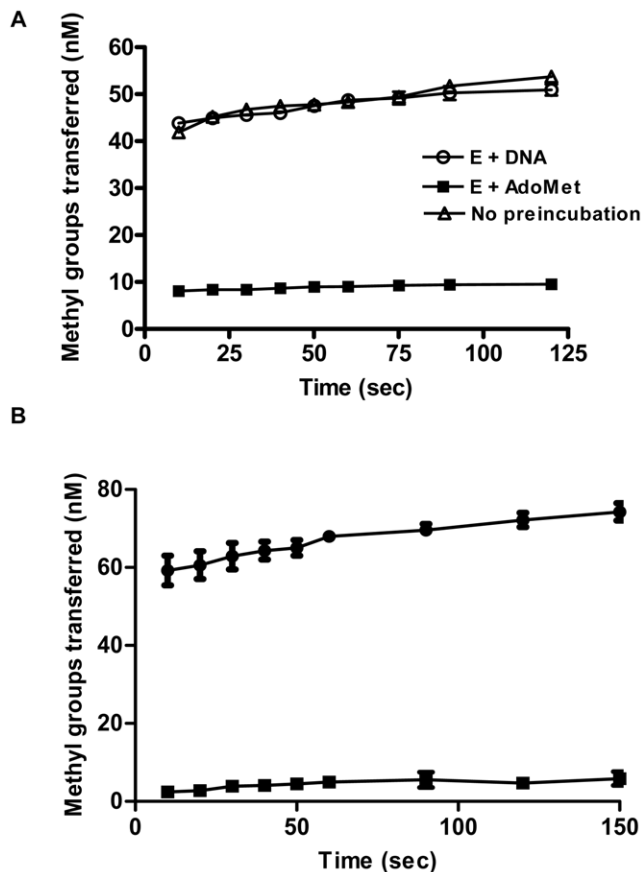 A
Methyl groups transferred (nM)
60
50
40
30
20
10
0
E + DNA
E + AdoMet
No preincubation
0
25
50
75
100
125
Time (sec)
B
Methyl groups transferred (nM)
80
60
40
20
0
0
50
100
150
Time (sec)